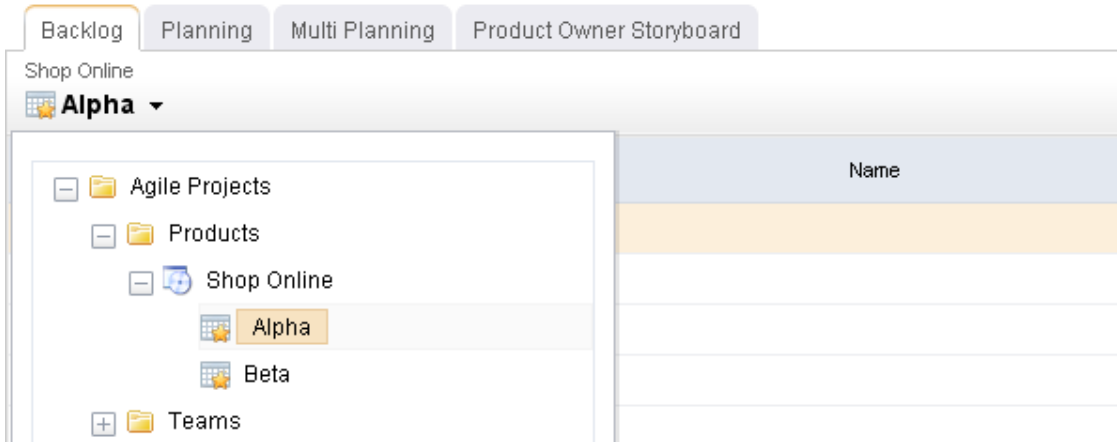 Backlog Planning Multi Planning Product Owner Storyboard
Shop Online
Alpha
Name
Agile Projects
Products
Shop Online
Alpha
Beta
Teams